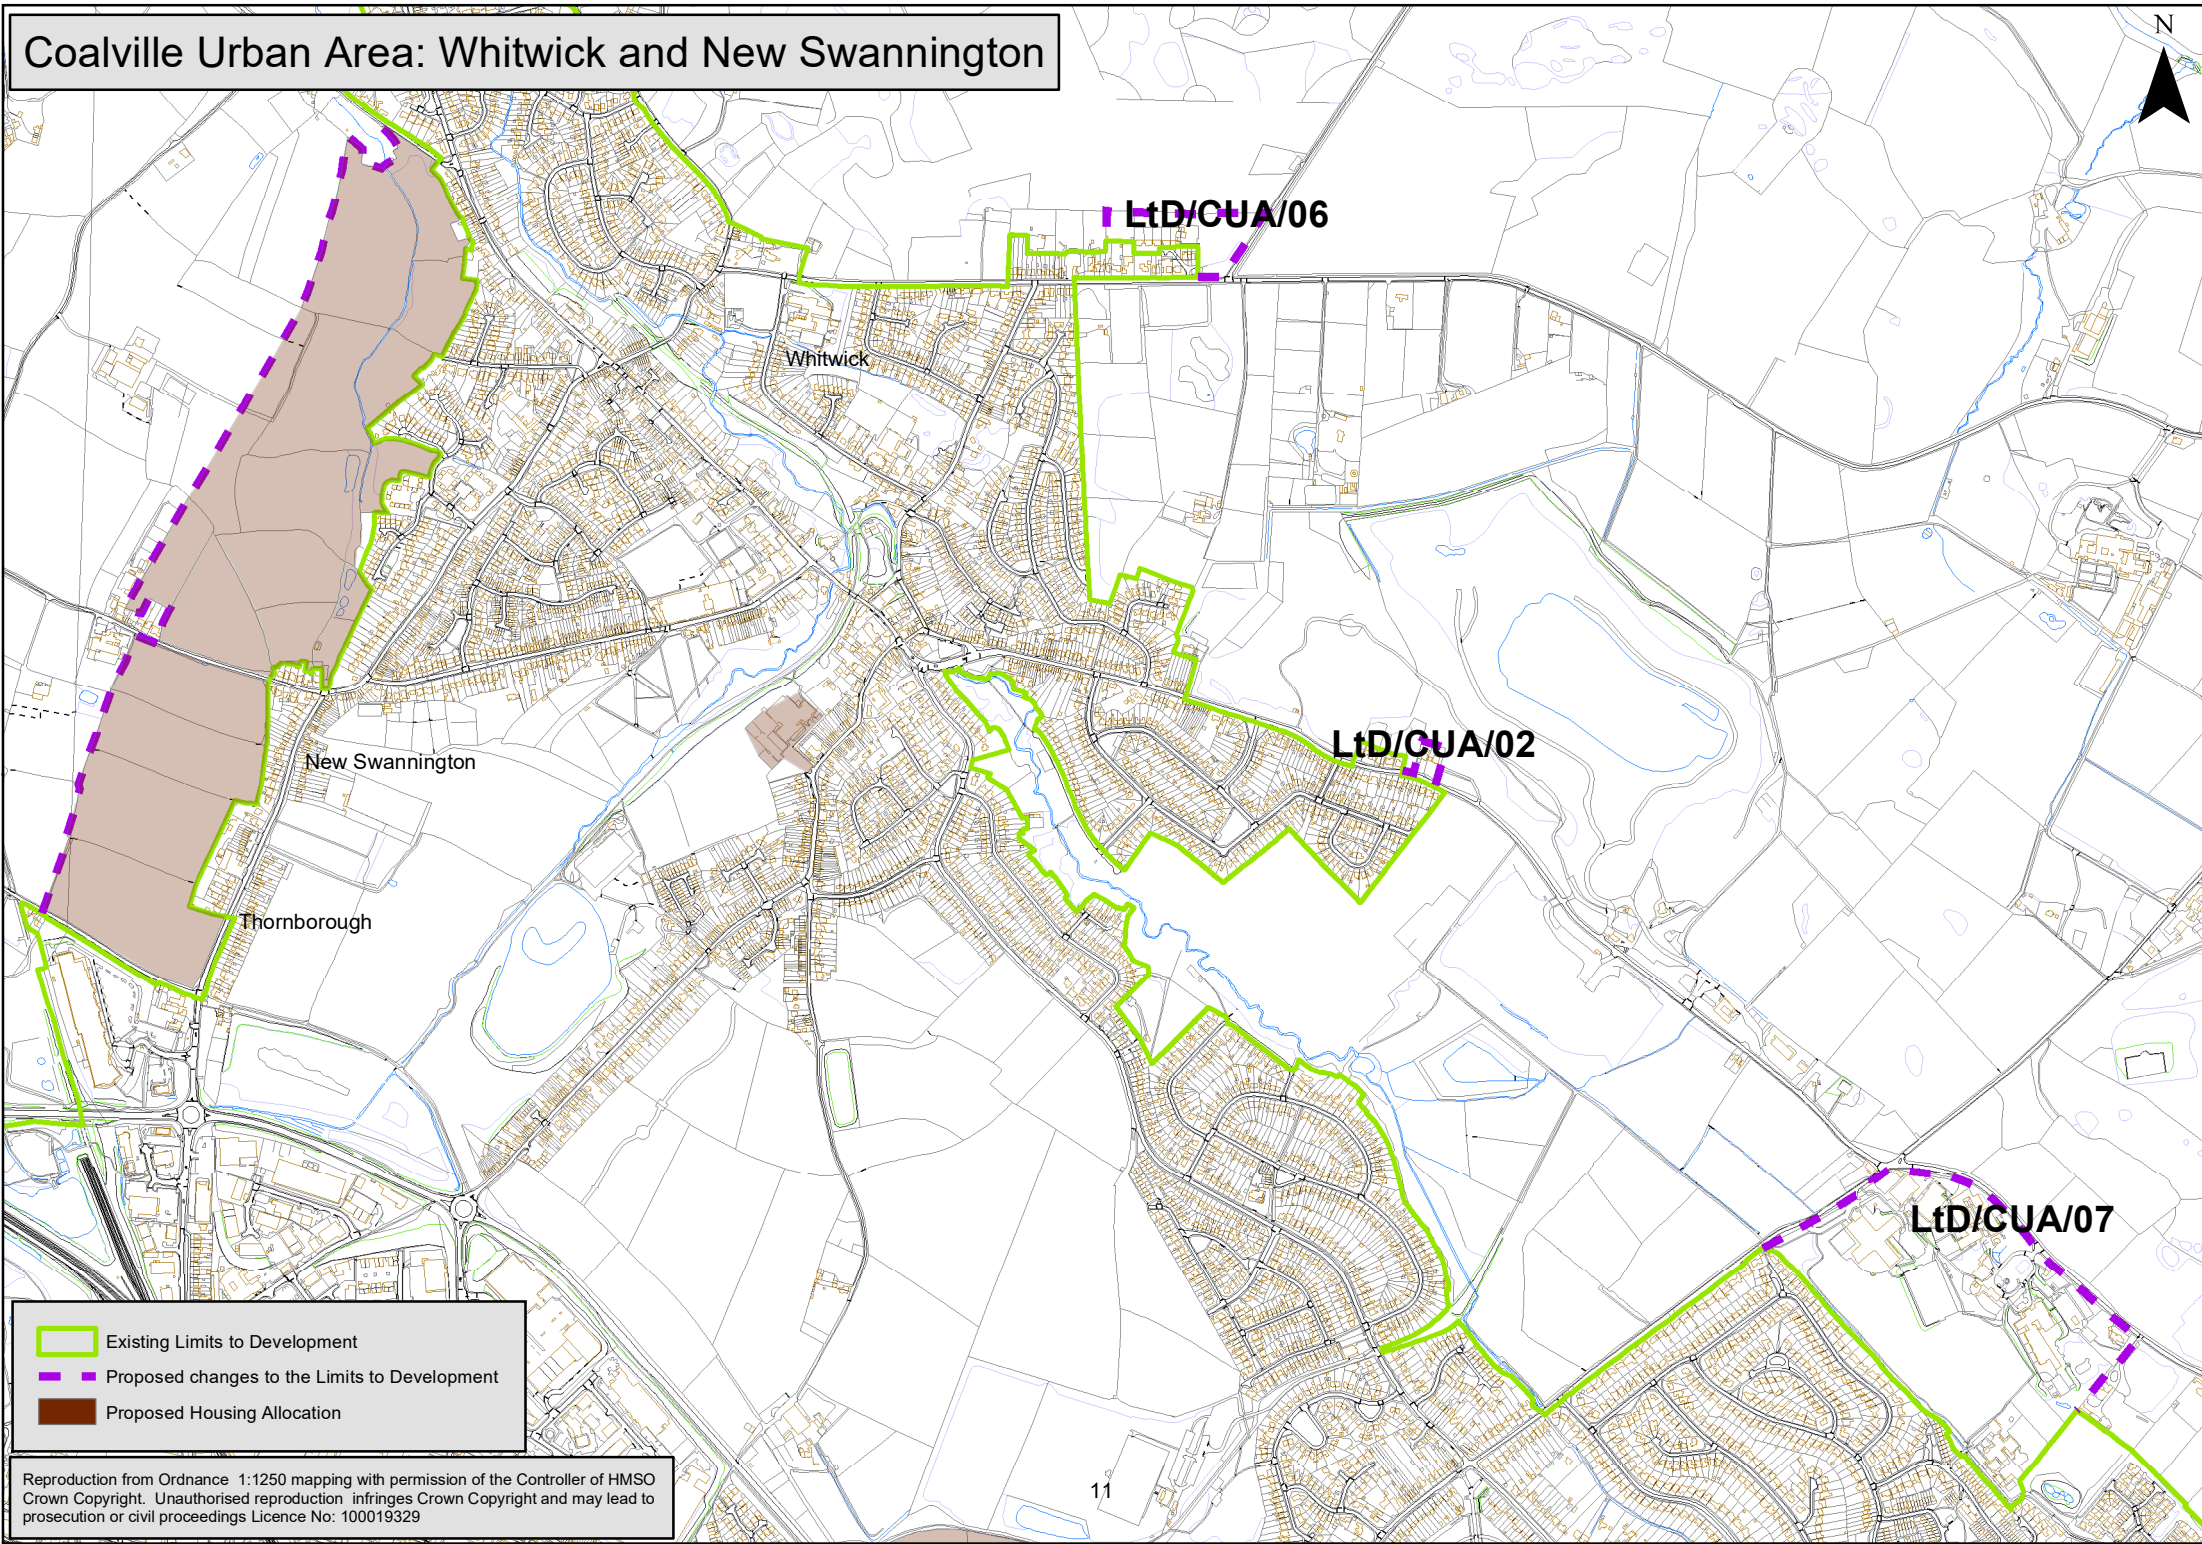 Coalville Urban Area: Whitwick and New Swannington
N
LtD/CUA/06
Whitwick
LtD/CUA/02
New Swannington
Thornborough
LtD/CUA/07
Existing Limits to Development
Proposed changes to the Limits to Development
Proposed Housing Allocation
Reproduction from Ordnance 1:1250 mapping with permission of the Controller of HMSO
Crown Copyright. Unauthorised reproduction infringes Crown Copyright and may lead to
prosecution or civil proceedings Licence No: 100019329
11